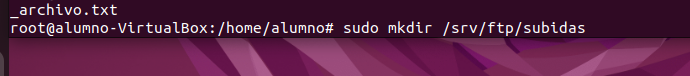 _archivo.txt
root@alumno-VirtualBox:/home/alumno# sudo mkdir /srv/ftp/subidas